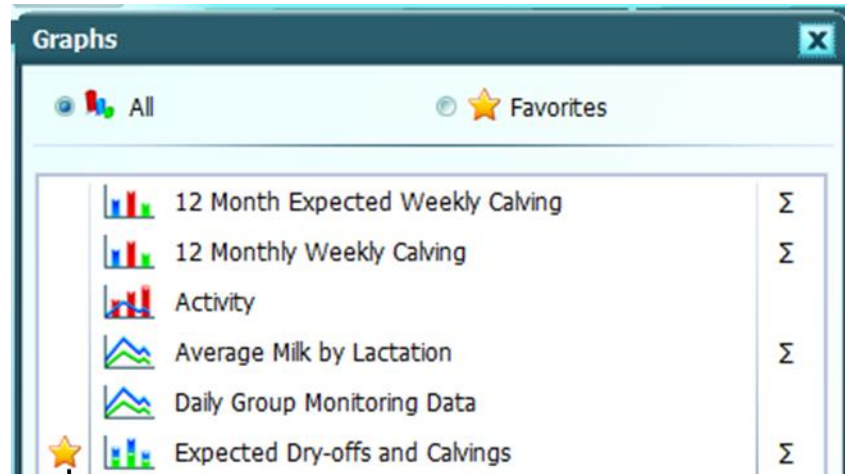 Graphs
All Favorites
12 Month Expected Weekly Calving Σ
12 Monthly Weekly Calving Σ
Activity
Average Milk by Lactation Σ
Daily Group Monitoring Data
Expected Dry-offs and Calvings Σ